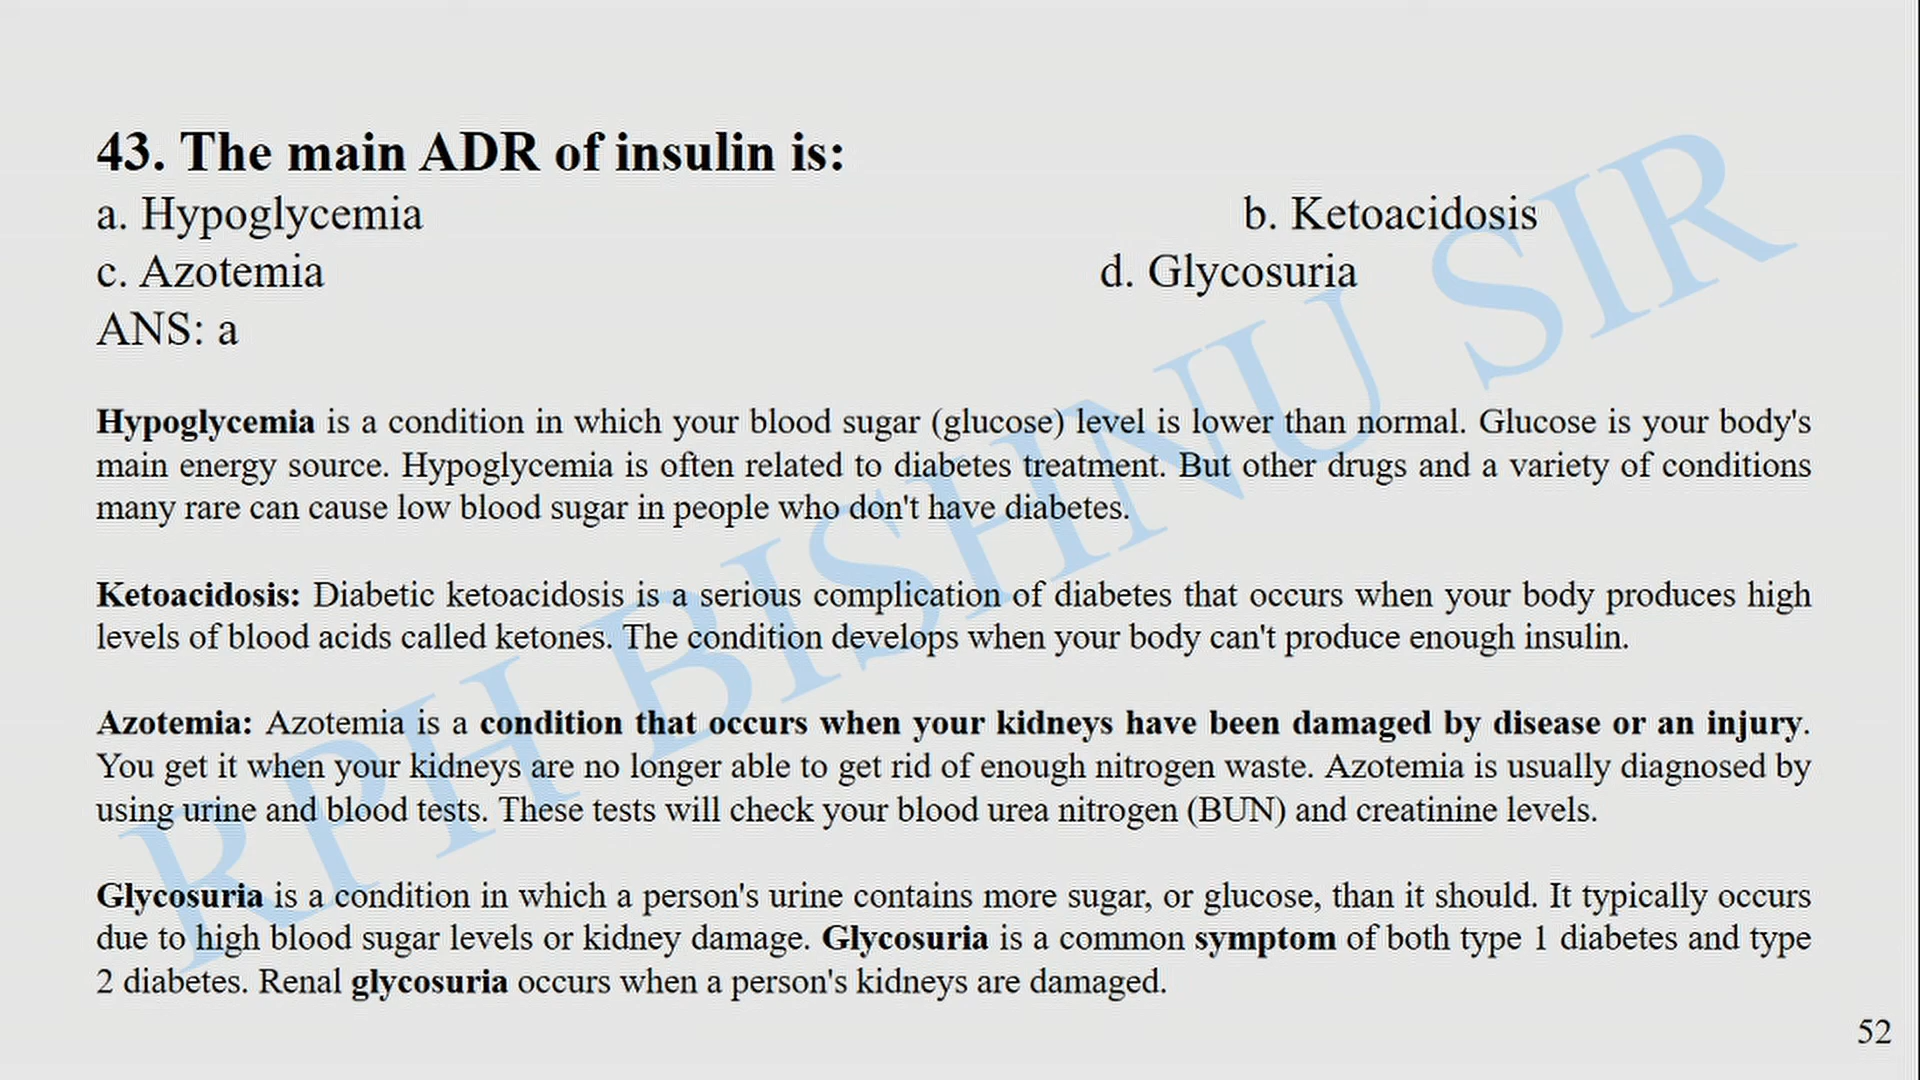 43. The main ADR of insulin is:
a. Hypoglycemia b. Ketoacidosis
c. Azotemia d. Glycosuria
ANS: a
Hypoglycemia is a condition in which your blood sugar (glucose) level is lower than normal. Glucose is your body's
main energy source. Hypoglycemia is often related to diabetes treatment. But other drugs and a variety of conditions
many rare can cause low blood sugar in people who don't have diabetes.
Ketoacidosis: Diabetic ketoacidosis is a serious complication of diabetes that occurs when your body produces high
levels of blood acids called ketones. The condition develops when your body can't produce enough insulin.
Azotemia: Azotemia is a condition that occurs when your kidneys have been damaged by disease or an injury.
You get it when your kidneys are no longer able to get rid of enough nitrogen waste. Azotemia is usually diagnosed by
using urine and blood tests. These tests will check your blood urea nitrogen (BUN) and creatinine levels.
Glycosuria is a condition in which a person's urine contains more sugar, or glucose, than it should. It typically occurs
due to high blood sugar levels or kidney damage. Glycosuria is a common symptom of both type 1 diabetes and type
2 diabetes. Renal glycosuria occurs when a person's kidneys are damaged.
52
RPH BISHNU SIR